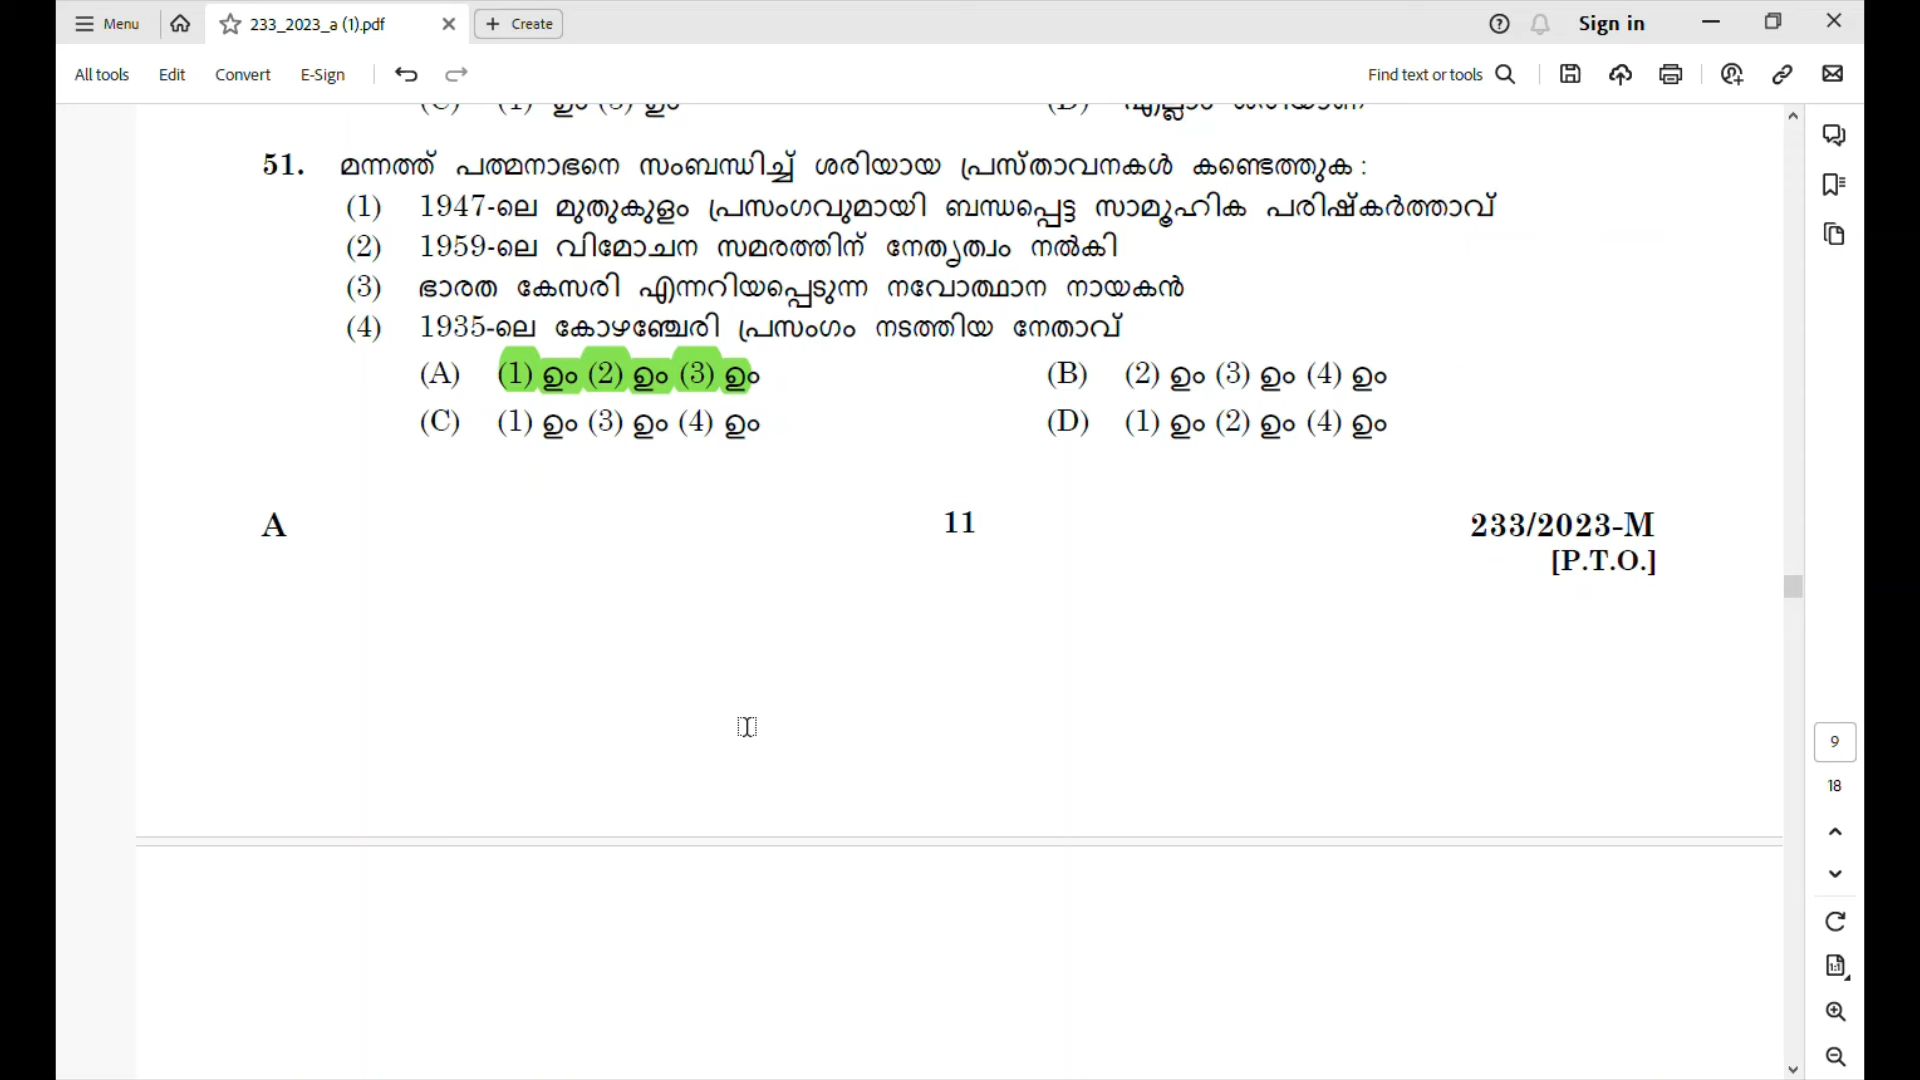 Menu
233_2023_a (1).pdf
Create
Sign in
All tools Edit Convert E-Sign
Find text or tools
51. മന്നത്ത് പത്മനാഭനെ സംബന്ധിച്ച് ശരിയായ പ്രസ്താവനകൾ കണ്ടെത്തുക :
(1) 1947-ലെ മുതുകുളം പ്രസംഗവുമായി ബന്ധപ്പെട്ട സാമൂഹിക പരിഷ്കർത്താവ്
(2) 1959-ലെ വിമോചന സമരത്തിന് നേതൃത്വം നൽകി
(3) ഭാരത കേസരി എന്നറിയപ്പെടുന്ന നവോത്ഥാന നായകൻ
(4) 1935-ലെ കോഴഞ്ചേരി പ്രസംഗം നടത്തിയ നേതാവ്
(A) (1) ഉം (2) ഉം (3) ഉം (B) (2) ഉം (3) ഉം (4) ഉം
(C) (1) ഉം (3) ഉം (4) ഉം (D) (1) ഉം (2) ഉം (4) ഉം
A 11 233/2023-M
[P.T.O.]
9
18